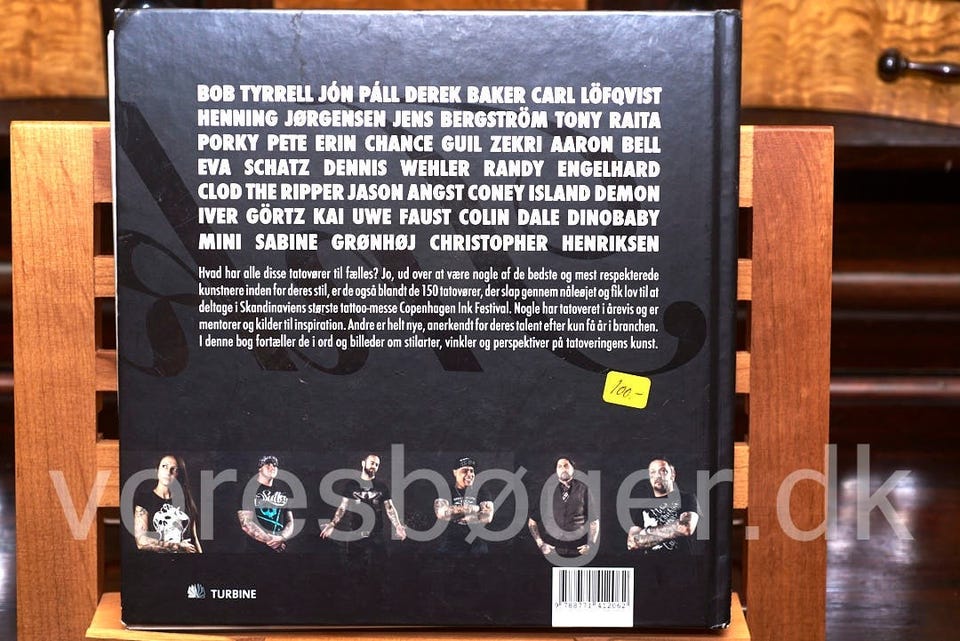 BOB TYRRELL JÓN PÁLL DEREK BAKER CARL LÖFQVIST
HENNING JØRGENSEN JENS BERGSTRÖM TONY RAITA
PORKY PETE ERIN CHANCE GUIL ZEKRI AARON BELL
EVA SCHATZ DENNIS WEHLER RANDY ENGELHARD
CLOD THE RIPPER JASON ANGST CONEY ISLAND DEMON
IVER GÖRTZ KAI UWE FAUST COLIN DALE DINOBABY
MINI SABINE GRØNHØJ CHRISTOPHER HENRIKSEN
Hvad har alle disse tatovører til fælles? Jo, ud over at være nogle af de bedste og mest respekterede
kunstnere inden for deres stil, er de også blandt de 150 tatovører, der slap gennem nåleøjet og fik lov til at
deltage i Skandinaviens største tattoo-messe Copenhagen Ink Festival. Nogle har tatoveret i årevis og er
mentorer og kilder til inspiration. Andre er helt nye, anerkendt for deres talent efter kun få år i branchen.
I denne bog fortæller de i ord og billeder om stilarter, vinkler og perspektiver på tatoveringens kunst.
100.-
voresbøger.dk
TURBINE
9 788771 412062